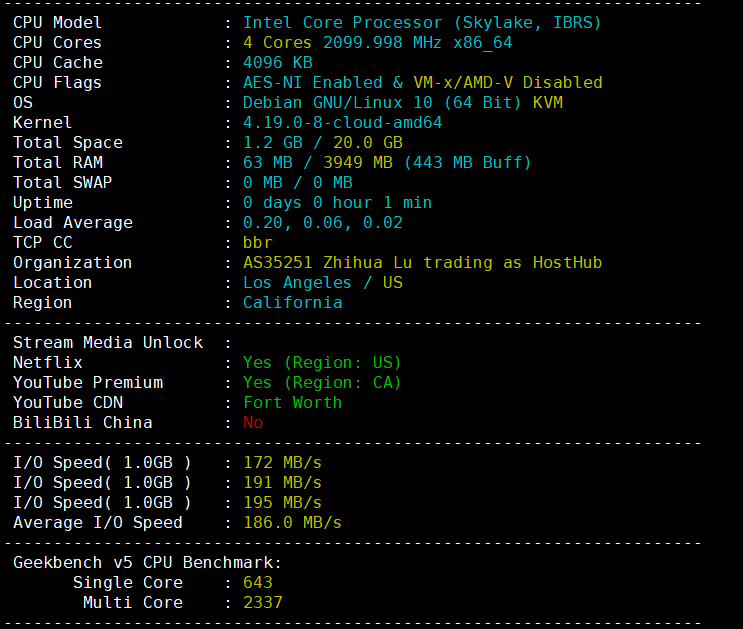 ----------------------------------------------------------------------
CPU Model            : Intel Core Processor (Skylake, IBRS)
CPU Cores            : 4 Cores 2099.998 MHz x86_64
CPU Cache            : 4096 KB
CPU Flags            : AES-NI Enabled & VM-x/AMD-V Disabled
OS                   : Debian GNU/Linux 10 (64 Bit) KVM
Kernel               : 4.19.0-8-cloud-amd64
Total Space          : 1.2 GB / 20.0 GB
Total RAM            : 63 MB / 3949 MB (443 MB Buff)
Total SWAP           : 0 MB / 0 MB
Uptime               : 0 days 0 hour 1 min
Load Average         : 0.20, 0.06, 0.02
TCP CC               : bbr
Organization         : AS35251 Zhihua Lu trading as HostHub
Location             : Los Angeles / US
Region               : California
----------------------------------------------------------------------
Stream Media Unlock  :
Netflix              : Yes (Region: US)
YouTube Premium      : Yes (Region: CA)
YouTube CDN          : Fort Worth
BiliBili China       : No
----------------------------------------------------------------------
I/O Speed( 1.0GB )   : 172 MB/s
I/O Speed( 1.0GB )   : 191 MB/s
I/O Speed( 1.0GB )   : 195 MB/s
Average I/O Speed    : 186.0 MB/s
----------------------------------------------------------------------
Geekbench v5 CPU Benchmark:
Single Core    : 643
Multi Core    : 2337
----------------------------------------------------------------------